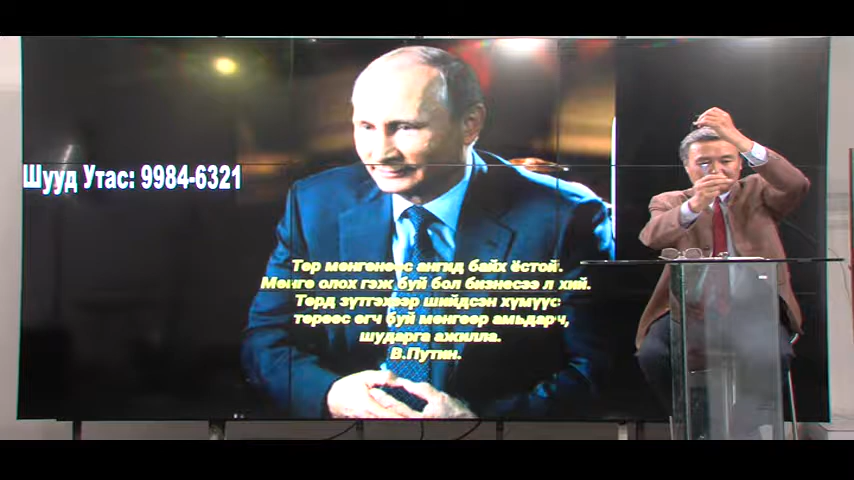 Шууд Утас: 9984-6321
Төр мөнгөнөөс ангид байх ёстой.
Мөнгө олох гэж буй бол бизнесээ л хий.
Төрд зүтгэхээр шийдсэн хүмүүс:
төрөөс өгч буй мөнгөөр амьдарч,
шударга ажилла.
В.Путин.